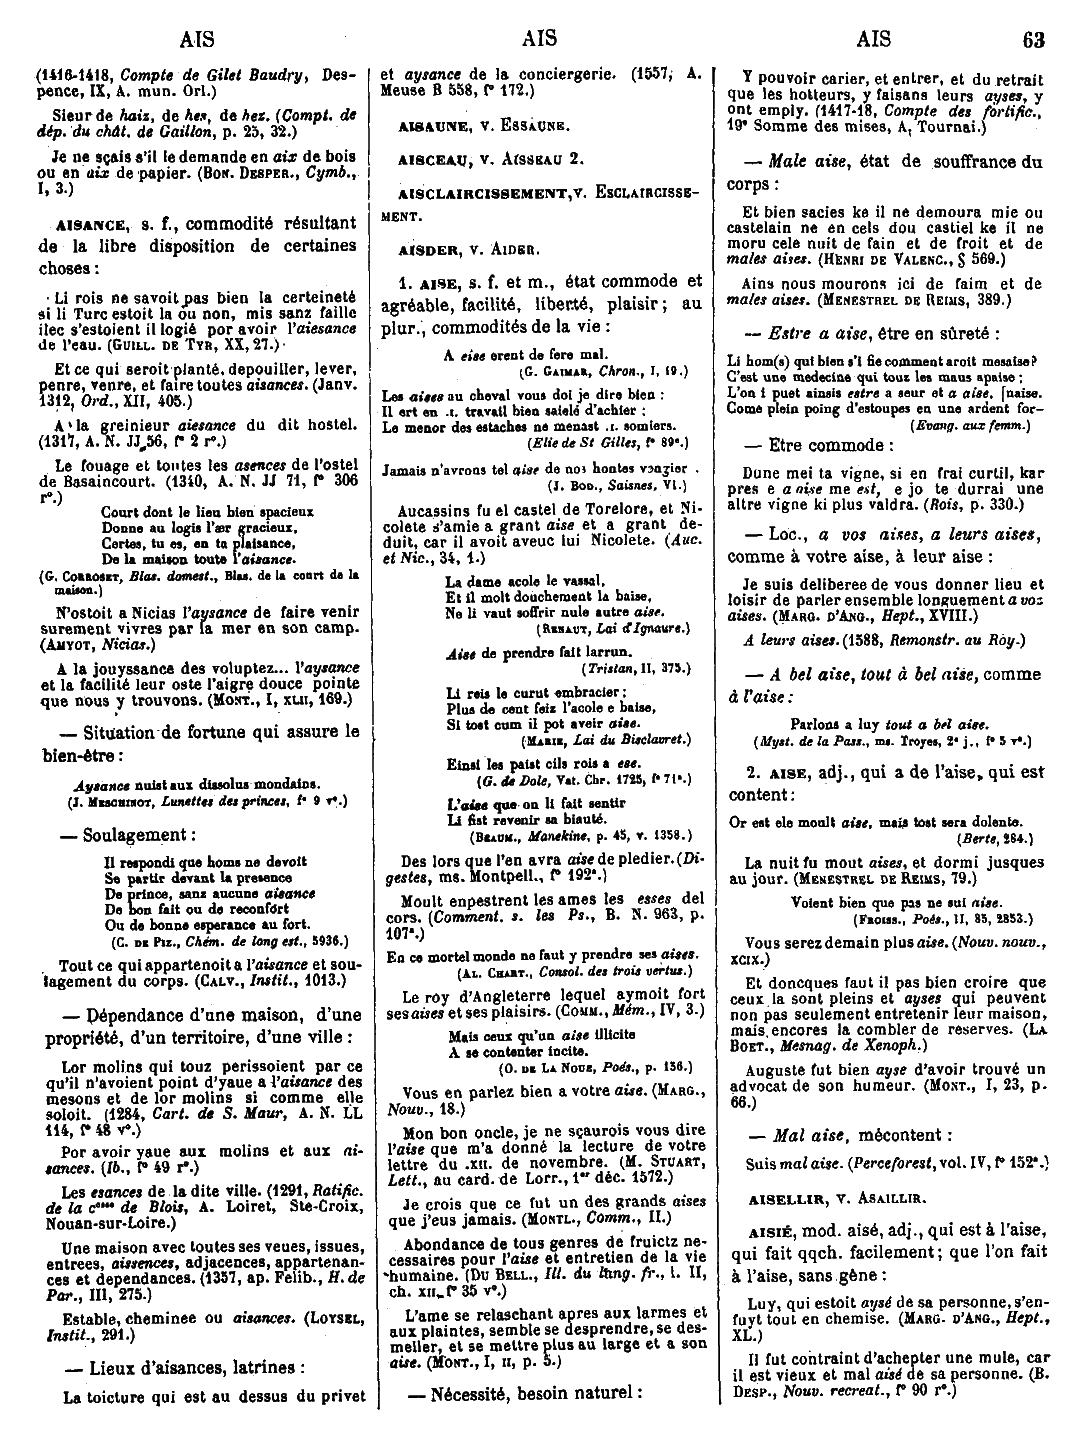 AIS AIS AIS 63
(1416-1418, Compte de Gilet Baudry, Des-
pence, IX, A. mun. Orl.)
Sieur de haiz, de hes, de hez. (Compt. de
dép. du chât. de Gaillon, p. 25, 32.)
Je ne sçais s'il le demande en aix de bois
ou en aix de papier. (BON. DESPER., Cymb.,
I, 3.)
AISANCE, s. f., commodité résultant
de la libre disposition de certaines
choses :
Li rois ne savoit pas bien la certeineté
si li Turc estoit la ou non, mis sanz faille
ilec s'estoient il logié por avoir l'aiesance
de l'eau. (GUILL. DE TYR, XX, 27.)
Et ce qui seroit planté, depouiller, lever,
penre, venre, et faire toutes aisances. (Janv.
1312, Ord., XII, 405.)
A la greinieur aiesance du dit hostel.
(1317, A. N. JJ 56, f° 2 r°.)
Le fouage et toutes les asences de l'ostel
de Basaincourt. (1340, A. N. JJ 71, f° 306
r°.)
Court dont le lieu bien spacieux
Donne au logis l'ær gracieux,
Certes, tu es, en ta plaisance,
De la maison toute l'aisance.
(G. CORROSET, Blas. domest., Blas. de la court de la
maison.)
N'ostoit a Nicias l'aysance de faire venir
surement vivres par la mer en son camp.
(AMYOT, Nicias.)
A la jouyssance des voluptez... l'aysance
et la facilité leur oste l'aigre douce pointe
que nous y trouvons. (MONT., I, XLII, 169.)
— Situation de fortune qui assure le
bien-être :
Aysance nuist aux dissolus mondains.
(J. MESCHINOT, Lunettes des princes, f° 9 v°.)
— Soulagement :
Il respondi que homs ne devoit
Se partir devant la presence
De prince, sanz aucune aisance
De bon fait ou de reconfort
Ou de bonne esperance au fort.
(C. DE PIZ., Chém. de long est., 5936.)
Tout ce qui appartenoit a l'aisance et sou-
lagement du corps. (CALV., Instit., 1013.)
— Dépendance d'une maison, d'une
propriété, d'un territoire, d'une ville :
Lor molins qui touz perissoient par ce
qu'il n'avoient point d'yaue a l'aisance des
mesons et de lor molins si comme elle
soloit. (1284, Cart. de S. Maur, A. N. LL
114, f° 48 v°.)
Por avoir yaue aux molins et aux ai-
sances. (Ib., f° 49 r°.)
Les esances de la dite ville. (1291, Ratific.
de la cesse de Blois, A. Loiret, Ste-Croix,
Nouan-sur-Loire.)
Une maison avec toutes ses veues, issues,
entrees, aissences, adjacences, appartenan-
ces et dependances. (1357, ap. Felib., H. de
Par., III, 275.)
Estable, cheminee ou aisances. (LOYSEL,
Instit., 291.)
— Lieux d'aisances, latrines :
La toicture qui est au dessus du privet
et aysance de la conciergerie. (1557, A.
Meuse B 558, f° 172.)
AISAUNE, V. ESSAUNE.
AISCEAU, V. AISSEAU 2.
AISCLAIRCISSEMENT, V. ESCLAIRCISSE-
MENT.
AISDER, V. AIDER.
1. AISE, s. f. et m., état commode et
agréable, facilité, liberté, plaisir ; au
plur., commodités de la vie :
A eise erent de fere mal.
(G. GAIMAR, Chron., I, 19.)
Les aises au cheval vous doi je dire bien :
Il ert en .I. travail bien salelé d'achier :
Le menor des estaches ne menast .I. somiers.
(Elie de St Gilles, f° 89ᵉ.)
Jamais n'avrons tel aise de nos hontes vengier.
(J. BOD., Saisnes, VI.)
Aucassins fu el castel de Torelore, et Ni-
colete s'amie a grant aise et a grant de-
duit, car il avoit aveuc lui Nicolete. (Auc.
et Nic., 34, 1.)
La dame acole le vassal,
Et il molt douchement la baise,
Ne li vaut soffrir nule autre aise.
(RENAUT, Lai d'Ignaure.)
Aise de prendre fait larrun.
(Tristan, II, 375.)
Li reis le curut embracier ;
Plus de cent feiz l'acole e baise,
Si tost cum il pot aveir aise.
(MARIE, Lai du Bisclavret.)
Einsi les paist cils rois a ese.
(G. de Dole, Vat. Chr. 1725, f° 71ᵃ.)
L'aise que on li fait sentir
Li fist revenir sa biauté.
(BEAUM., Manekine, p. 45, v. 1358.)
Des lors que l'en avra aise de pledier. (Di-
gestes, ms. Montpell., f° 192ᵃ.)
Moult enpestrent les ames les esses del
cors. (Comment. s. les Ps., B. N. 963, p.
107ᵃ.)
En ce mortel monde ne faut y prendre ses aises.
(AL. CHART., Consol. des trois vertus.)
Le roy d'Angleterre lequel aymoit fort
ses aises et ses plaisirs. (COMM., Mém., IV, 3.)
Mais ceux qu'un aise illicite
A se contenter incite.
(O. DE LA NOUE, Poés., p. 156.)
Vous en parlez bien a votre aise. (MARG.,
Nouv., 18.)
Mon bon oncle, je ne sçaurois vous dire
l'aise que m'a donné la lecture de votre
lettre du .XII. de novembre. (M. STUART,
Lett., au card. de Lorr., 1er déc. 1572.)
Je crois que ce fut un des grands aises
que j'eus jamais. (MONTL., Comm., II.)
Abondance de tous genres de fruictz ne-
cessaires pour l'aise et entretien de la vie
humaine. (DU BELL., Ill. du lang. fr., l. II,
ch. XII, f° 35 v°.)
L'ame se relaschant apres aux larmes et
aux plaintes, semble se desprendre, se des-
meller, et se mettre plus au large et a son
aise. (MONT., I, II, p. 5.)
— Nécessité, besoin naturel :
Y pouvoir carier, et entrer, et du retrait
que les hotteurs, y faisans leurs ayses, y
ont emply. (1417-18, Compte des fortific.,
19ᵉ Somme des mises, A. Tournai.)
— Male aise, état de souffrance du
corps :
Et bien sacies ke il ne demoura mie ou
castelain ne en cels dou castiel ke il ne
moru cele nuit de fain et de froit et de
males aises. (HENRI DE VALENC., § 569.)
Ains nous mourons ici de faim et de
males aises. (MENESTREL DE REIMS, 389.)
— Estre a aise, être en sûreté :
Li hom(s) qui bien s'i fie comment aroit mesaise ?
C'est une medecine qui touz les maus apaise ;
L'on i puet ainsis estre a seur et a aise, [naise.
Come plein poing d'estoupes en une ardent for-
(Evang. aux femm.)
— Etre commode :
Dune mei ta vigne, si en frai curtil, kar
pres e a aise me est, e jo te durrai une
altre vigne ki plus valdra. (Rois, p. 330.)
— Loc., a vos aises, a leurs aises,
comme à votre aise, à leur aise :
Je suis deliberee de vous donner lieu et
loisir de parler ensemble longuement a voz
aises. (MARG. D'ANG., Hept., XVIII.)
A leurs aises. (1588, Remonstr. au Roy.)
— A bel aise, tout à bel aise, comme
à l'aise :
Parlons a luy tout a bel aise.
(Myst. de la Pass., ms. Troyes, 2ᵉ j., f° 5 v°.)
2. AISE, adj., qui a de l'aise, qui est
content :
Or est ele moult aise, mais tost sera dolente.
(Berte, 264.)
La nuit fu mout aises, et dormi jusques
au jour. (MENESTREL DE REIMS, 79.)
Voient bien que pas ne sui aise.
(FROISS., Poés., II, 85, 2853.)
Vous serez demain plus aise. (Nouv. nouv.,
XCIX.)
Et doncques faut il pas bien croire que
ceux la sont pleins et ayses qui peuvent
non pas seulement entretenir leur maison,
mais encores la combler de reserves. (LA
BOET., Mesnag. de Xenoph.)
Auguste fut bien ayse d'avoir trouvé un
advocat de son humeur. (MONT., I, 23, p.
66.)
— Mal aise, mécontent :
Suis mal aise. (Perceforest, vol. IV, f° 152ᵃ.)
AISELLIR, V. ASAILLIR.
AISIÉ, mod. aisé, adj., qui est à l'aise,
qui fait qqch. facilement ; que l'on fait
à l'aise, sans gêne :
Luy, qui estoit aysé de sa personne, s'en-
fuyt tout en chemise. (MARG. D'ANG., Hept.,
XL.)
Il fut contraint d'achepter une mule, car
il est vieux et mal aisé de sa personne. (B.
DESP., Nouv. recreat., f° 90 r°.)